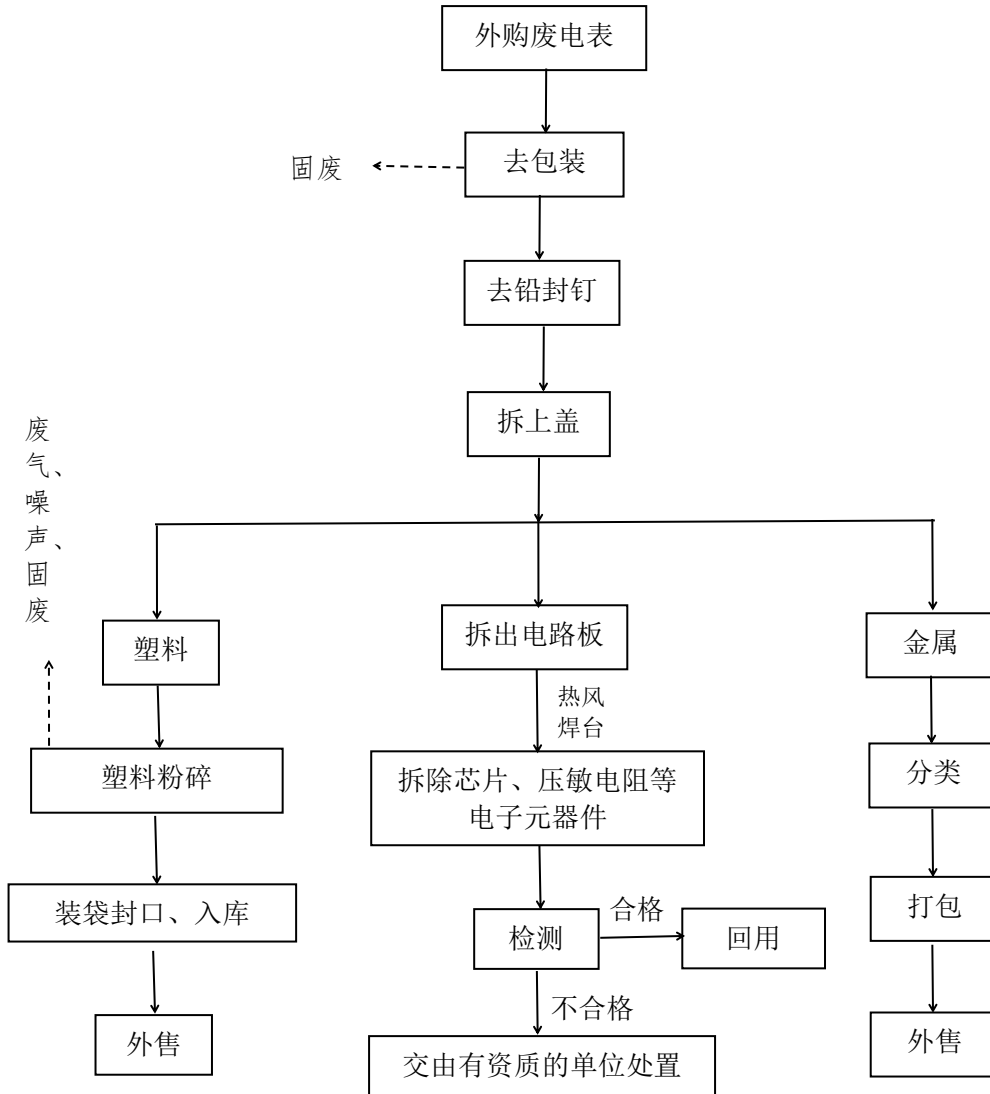 外购废电表
固废
去包装
去铅封钉
拆上盖
废
气、
噪
声、
固
废
塑料
拆出电路板
金属
热风
焊台
塑料粉碎
拆除芯片、压敏电阻等
电子元器件
分类
装袋封口、入库
检测
合格
回用
打包
不合格
外售
交由有资质的单位处置
外售